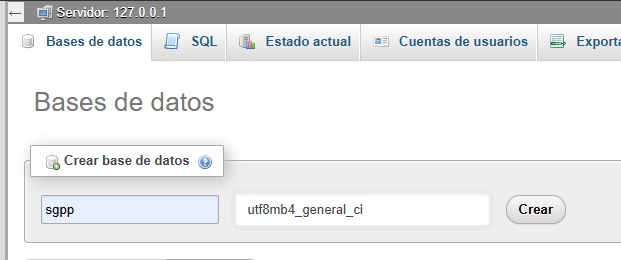 ← Servidor: 127.0.0.1
Bases de datos SQL Estado actual Cuentas de usuarios Exporta
Bases de datos
Crear base de datos
sgpp utf8mb4_general_ci Crear